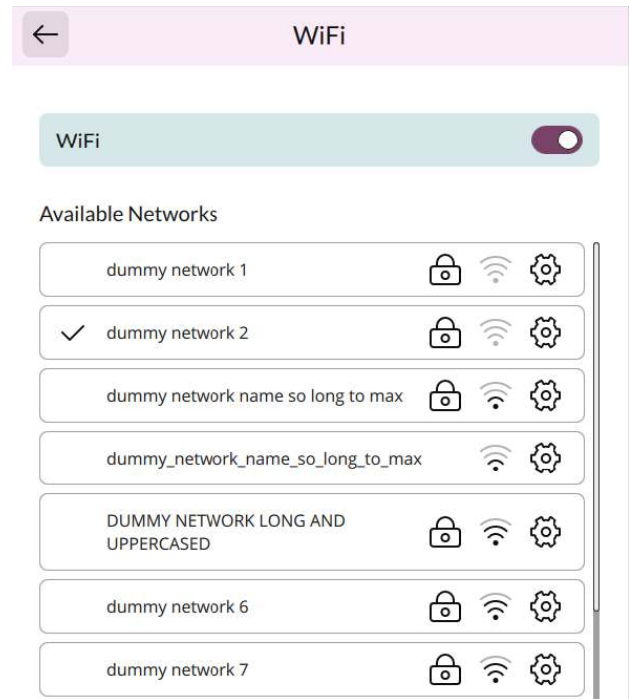 WiFi
WiFi
Available Networks
dummy network 1
dummy network 2
dummy network name so long to max
dummy_network_name_so_long_to_max
DUMMY NETWORK LONG AND
UPPERCASED
dummy network 6
dummy network 7